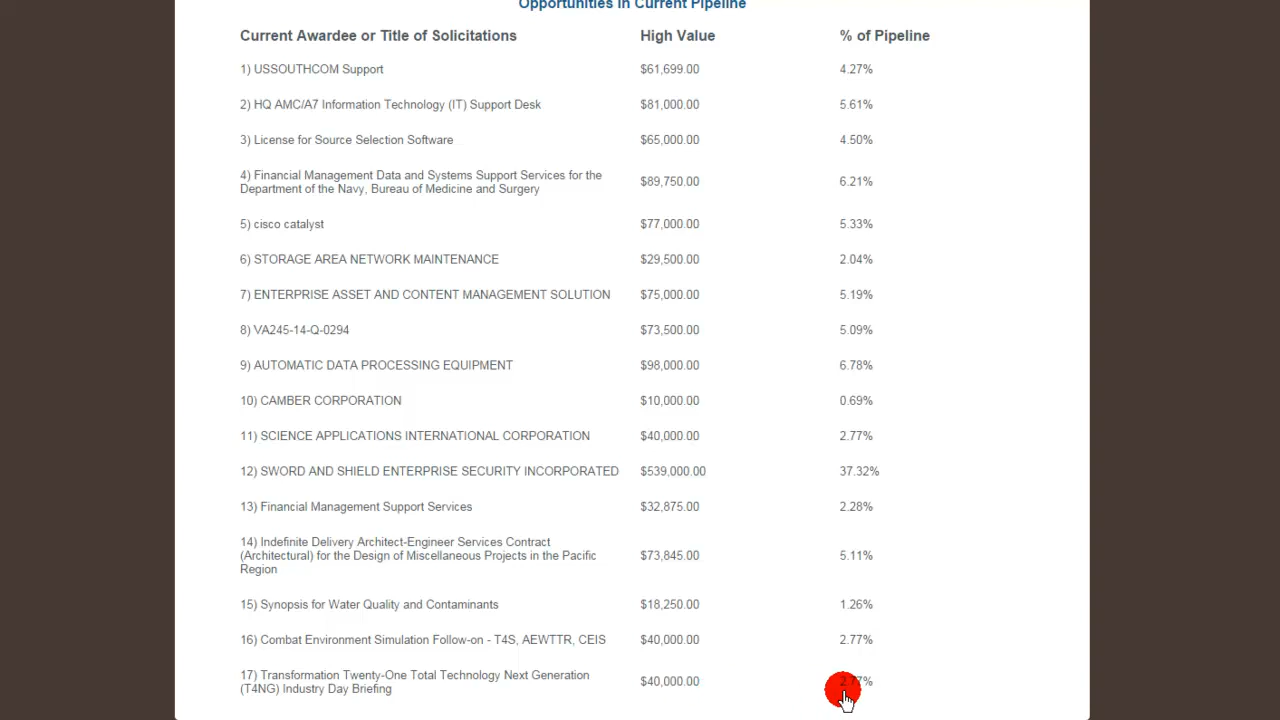 Opportunities in Current Pipeline
Current Awardee or Title of Solicitations High Value % of Pipeline
1) USSOUTHCOM Support $61,699.00 4.27%
2) HQ AMC/A7 Information Technology (IT) Support Desk $81,000.00 5.61%
3) License for Source Selection Software $65,000.00 4.50%
4) Financial Management Data and Systems Support Services for the
Department of the Navy, Bureau of Medicine and Surgery $89,750.00 6.21%
5) cisco catalyst $77,000.00 5.33%
6) STORAGE AREA NETWORK MAINTENANCE $29,500.00 2.04%
7) ENTERPRISE ASSET AND CONTENT MANAGEMENT SOLUTION $75,000.00 5.19%
8) VA245-14-Q-0294 $73,500.00 5.09%
9) AUTOMATIC DATA PROCESSING EQUIPMENT $98,000.00 6.78%
10) CAMBER CORPORATION $10,000.00 0.69%
11) SCIENCE APPLICATIONS INTERNATIONAL CORPORATION $40,000.00 2.77%
12) SWORD AND SHIELD ENTERPRISE SECURITY INCORPORATED $539,000.00 37.32%
13) Financial Management Support Services $32,875.00 2.28%
14) Indefinite Delivery Architect-Engineer Services Contract
(Architectural) for the Design of Miscellaneous Projects in the Pacific $73,845.00 5.11%
Region
15) Synopsis for Water Quality and Contaminants $18,250.00 1.26%
16) Combat Environment Simulation Follow-on - T4S, AEWTTR, CEIS $40,000.00 2.77%
17) Transformation Twenty-One Total Technology Next Generation
(T4NG) Industry Day Briefing $40,000.00 2.77%